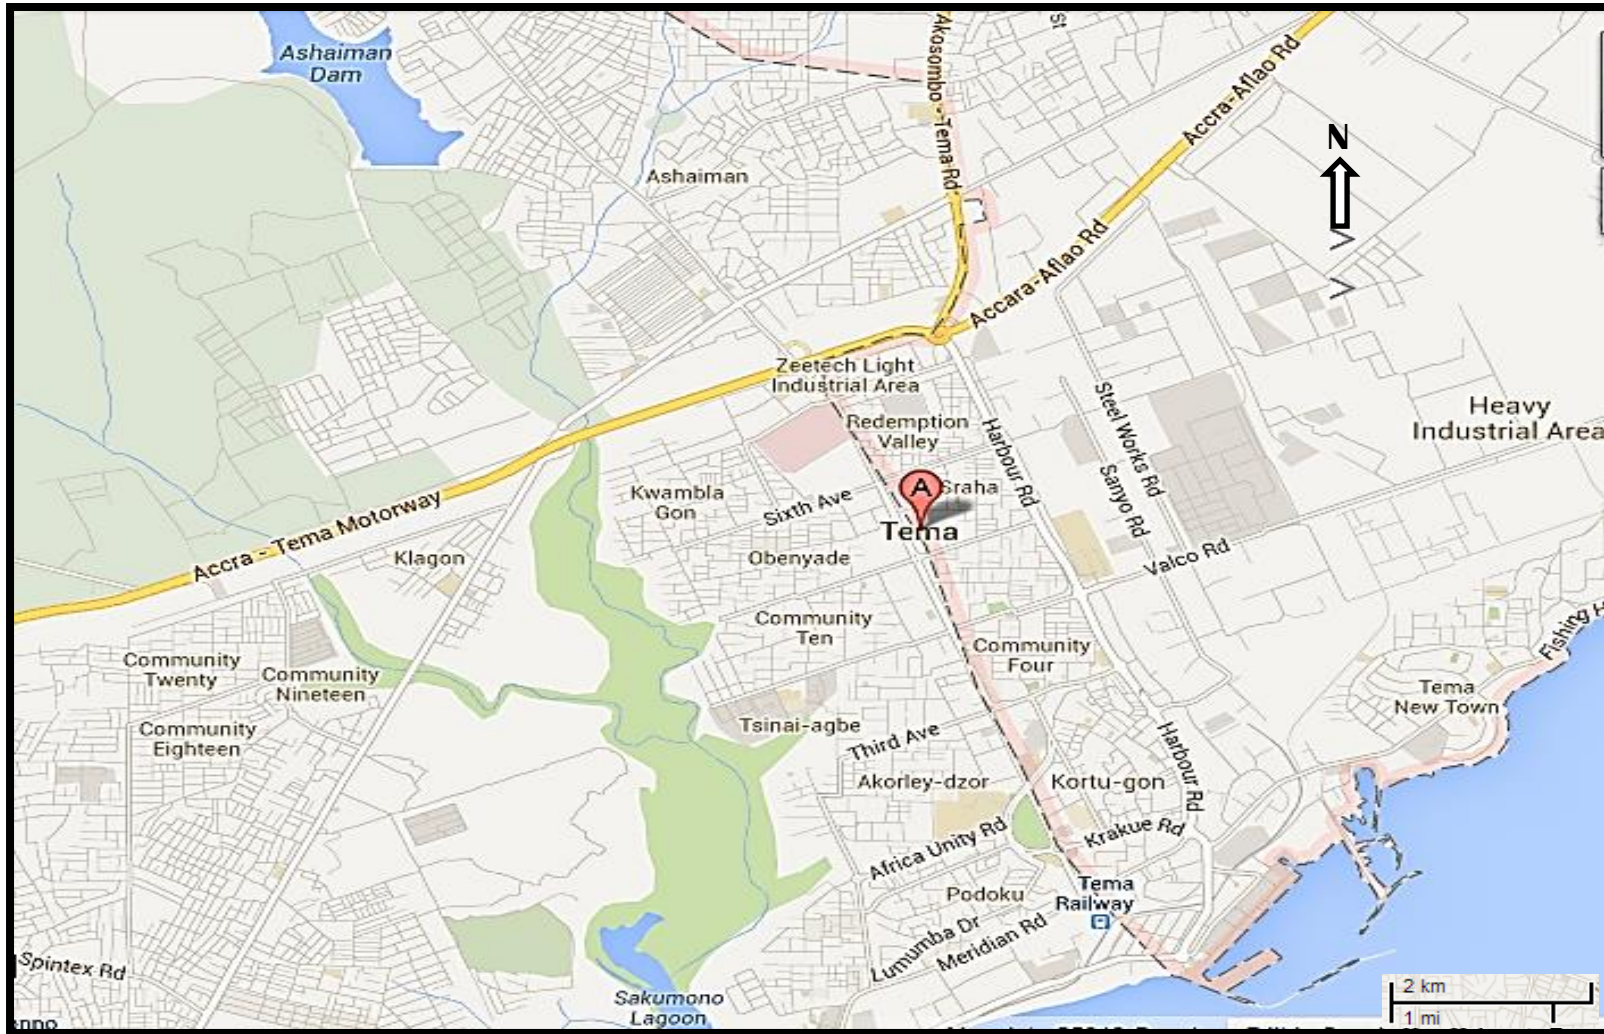 Ashaiman
Dam
Akosombo - Tema Rd
St
Accra-Aflao Rd
N
Ashaiman
Accara-Aflao Rd
Zeetech Light
Industrial Area
Redemption
Valley
Harbour Rd
Steel Works Rd
Heavy
Industrial Area
Kwambla
Gon
Sixth Ave
A
Sraha
Sanyo Rd
Tema
Accra - Tema Motorway
Klagon
Obenyade
Valco Rd
Community
Ten
Community
Four
Community
Twenty
Community
Nineteen
Fishing H
Tema
New Town
Community
Eighteen
Tsinai-agbe
Third Ave
Harbour Rd
Akorley-dzor
Kortu-gon
Africa Unity Rd
Krakue Rd
Podoku
Tema
Railway
Lumumba Dr
Meridian Rd
Spintex Rd
Sakumono
Lagoon
2 km
1 mi